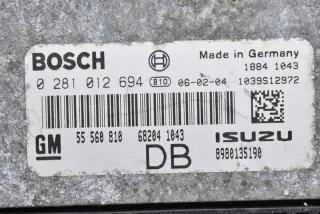 BOSCH Made in Germany
1884 1043
0 281 012 694 810 06-02-04 1039S12972
GM 55 560 810 68204 1043 ISUZU
DB 8980135190